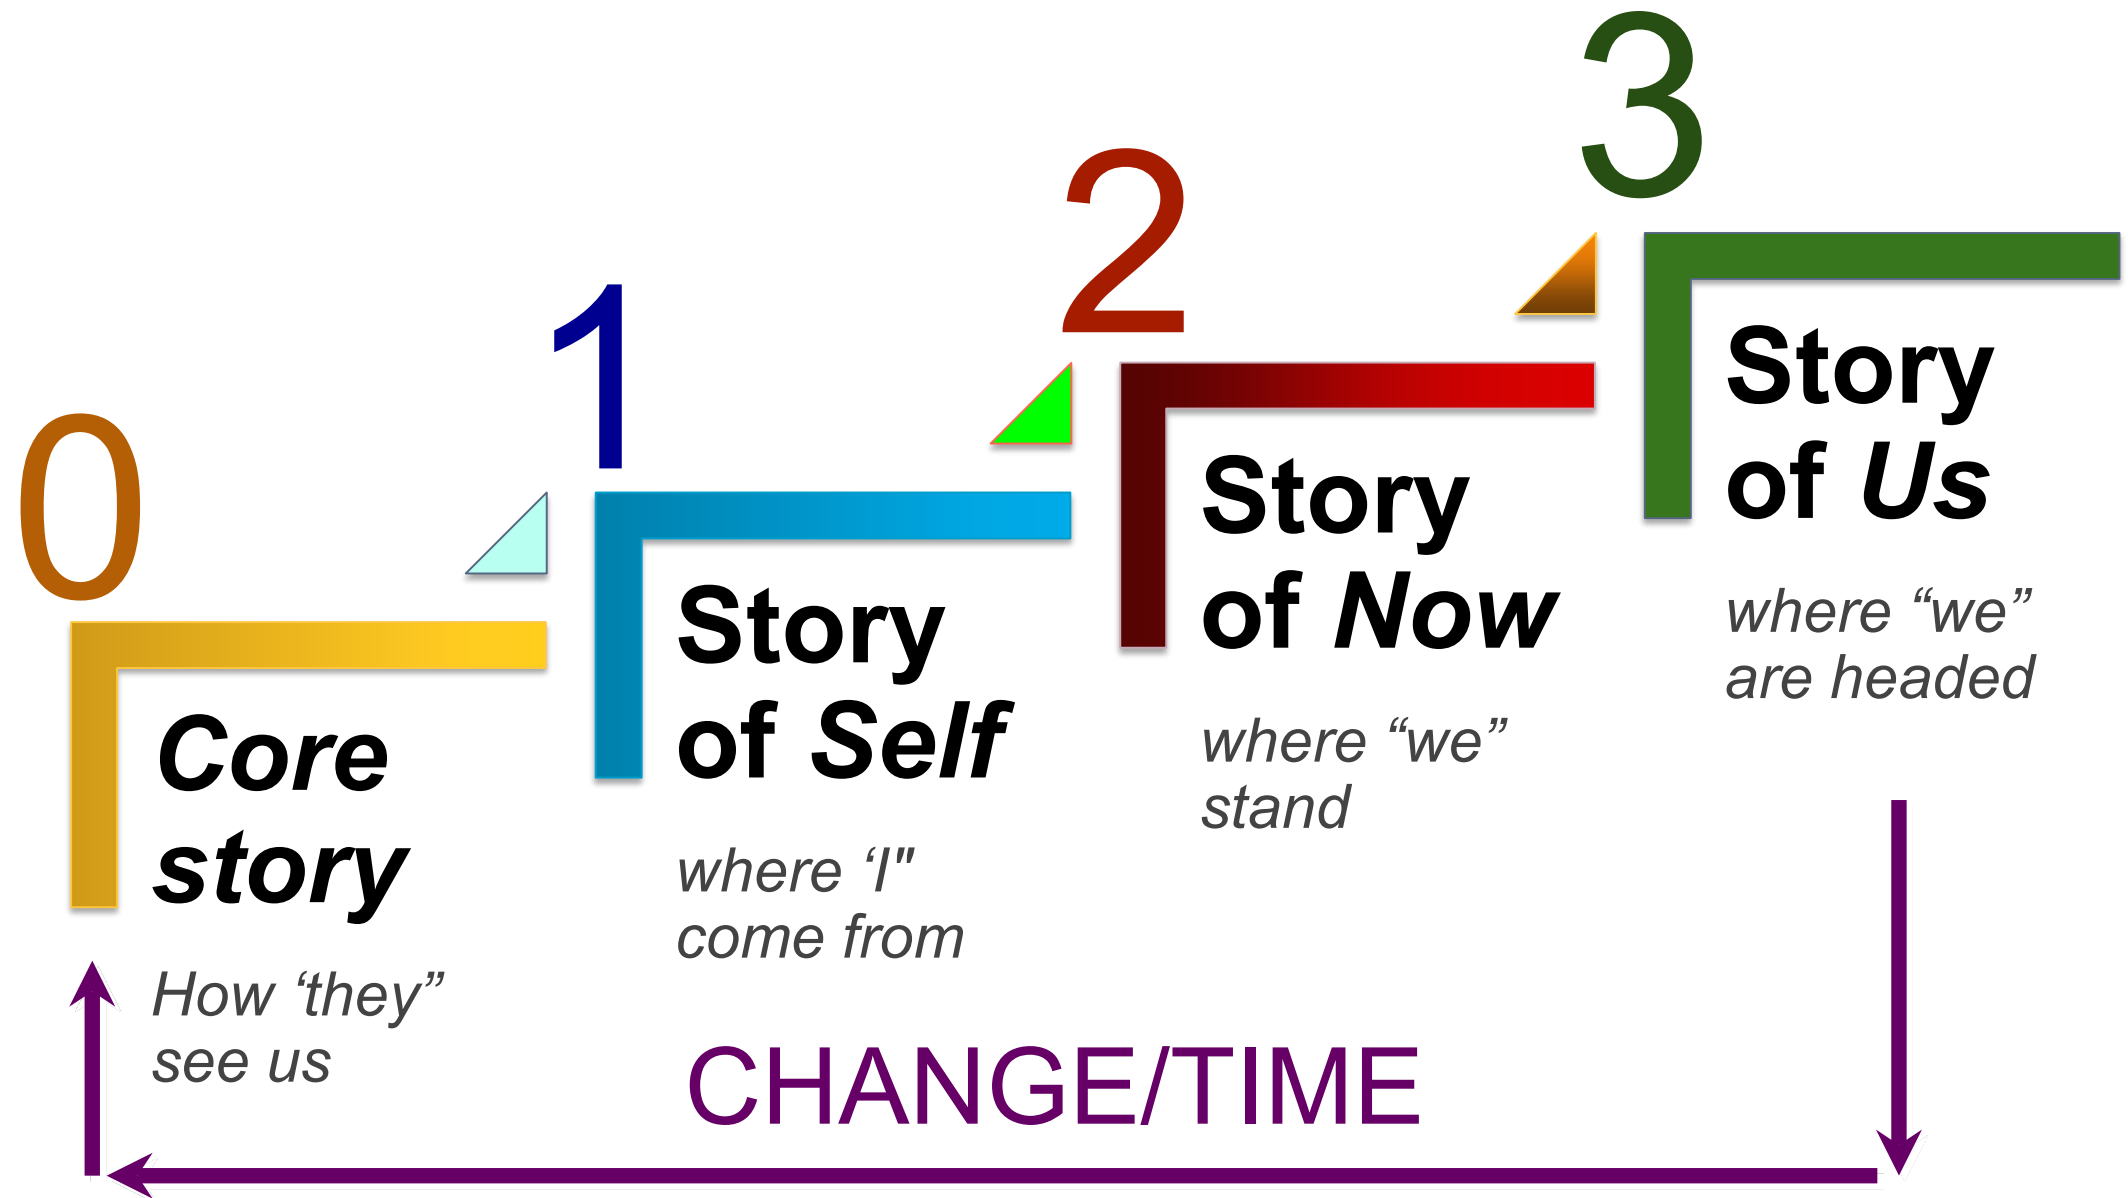 0
Core
story
How ‘they”
see us
1
Story
of Self
where ‘I"
come from
2
Story
of Now
where “we”
stand
3
Story
of Us
where “we”
are headed
CHANGE/TIME